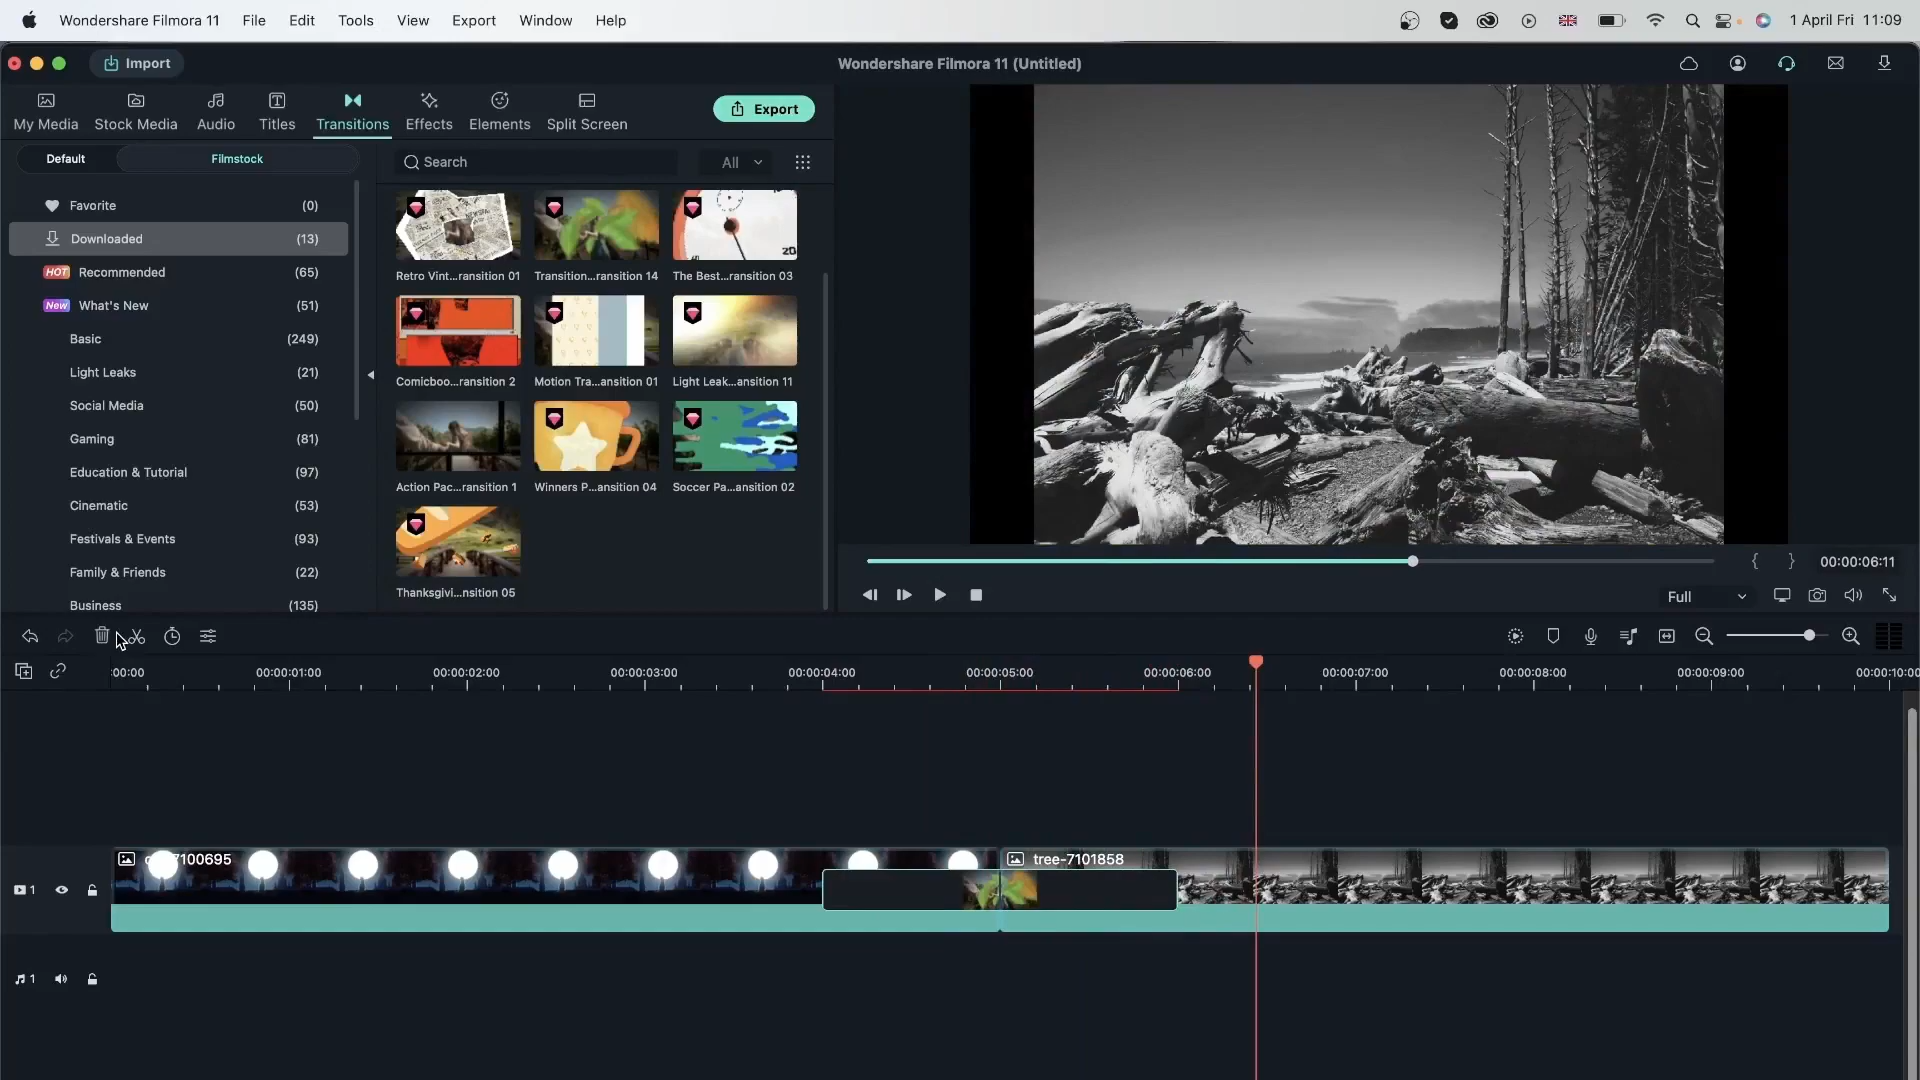 Wondershare Filmora 11 File Edit Tools View Export Window Help 1 April Fri 11:09
Import Wondershare Filmora 11 (Untitled)
My Media Stock Media Audio Titles Transitions Effects Elements Split Screen Export
Default Filmstock Search All
Favorite (0)
Downloaded (13)
HOT Recommended (65)
New What's New (51)
Basic (249)
Light Leaks (21)
Social Media (50)
Gaming (81)
Education & Tutorial (97)
Cinematic (53)
Festivals & Events (93)
Family & Friends (22)
Business (135)
20
Retro Vint...ransition 01 Transition...ransition 14 The Best...ransition 03
Comicboo...ransition 2 Motion Tra...ansition 01 Light Leak...ansition 11
Action Pac...ransition 1 Winners P...ansition 04 Soccer Pa...ansition 02
Thanksgivi...nsition 05
{ } 00:00:06:11
Full
:00:00 00:00:01:00 00:00:02:00 00:00:03:00 00:00:04:00 00:00:05:00 00:00:06:00 00:00:07:00 00:00:08:00 00:00:09:00 00:00:10:00
7100695 tree-7101858
1
1